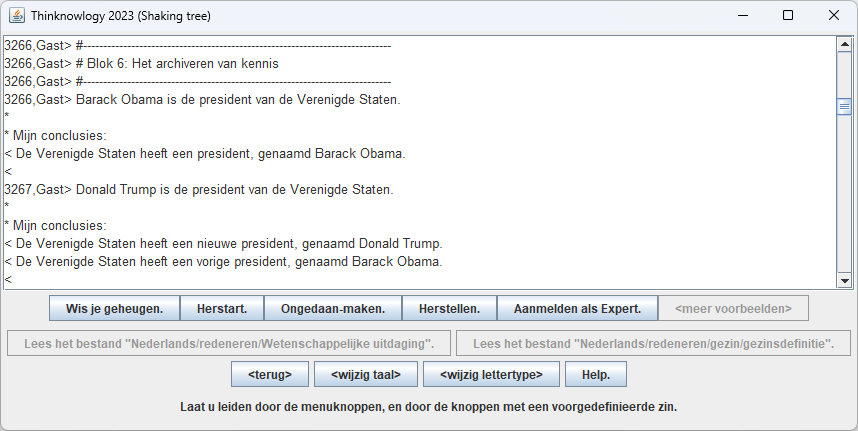 Thinknowlogy 2023 (Shaking tree)
3266,Gast> #-----------------------------------------------------------------------------
3266,Gast> # Blok 6: Het archiveren van kennis
3266,Gast> #-----------------------------------------------------------------------------
3266,Gast> Barack Obama is de president van de Verenigde Staten.
*
* Mijn conclusies:
< De Verenigde Staten heeft een president, genaamd Barack Obama.
<
3267,Gast> Donald Trump is de president van de Verenigde Staten.
*
* Mijn conclusies:
< De Verenigde Staten heeft een nieuwe president, genaamd Donald Trump.
< De Verenigde Staten heeft een vorige president, genaamd Barack Obama.
<
Wis je geheugen. Herstart. Ongedaan-maken. Herstellen. Aanmelden als Expert. <meer voorbeelden>
Lees het bestand "Nederlands/redeneren/Wetenschappelijke uitdaging". Lees het bestand "Nederlands/redeneren/gezin/gezinsdefinitie".
<terug> <wijzig taal> <wijzig lettertype> Help.
Laat u leiden door de menuknoppen, en door de knoppen met een voorgedefinieerde zin.